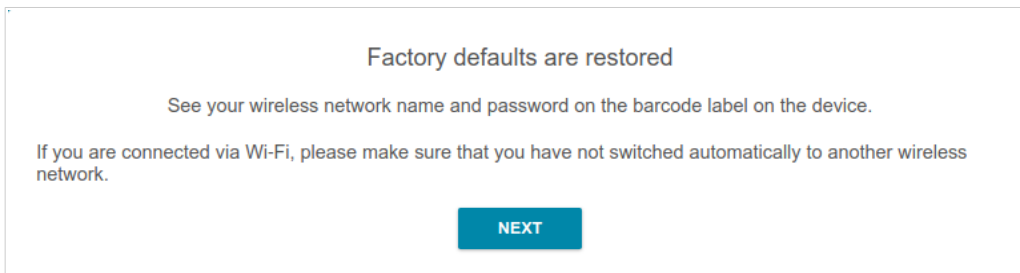 Factory defaults are restored
See your wireless network name and password on the barcode label on the device.
If you are connected via Wi-Fi, please make sure that you have not switched automatically to another wireless
network.
NEXT